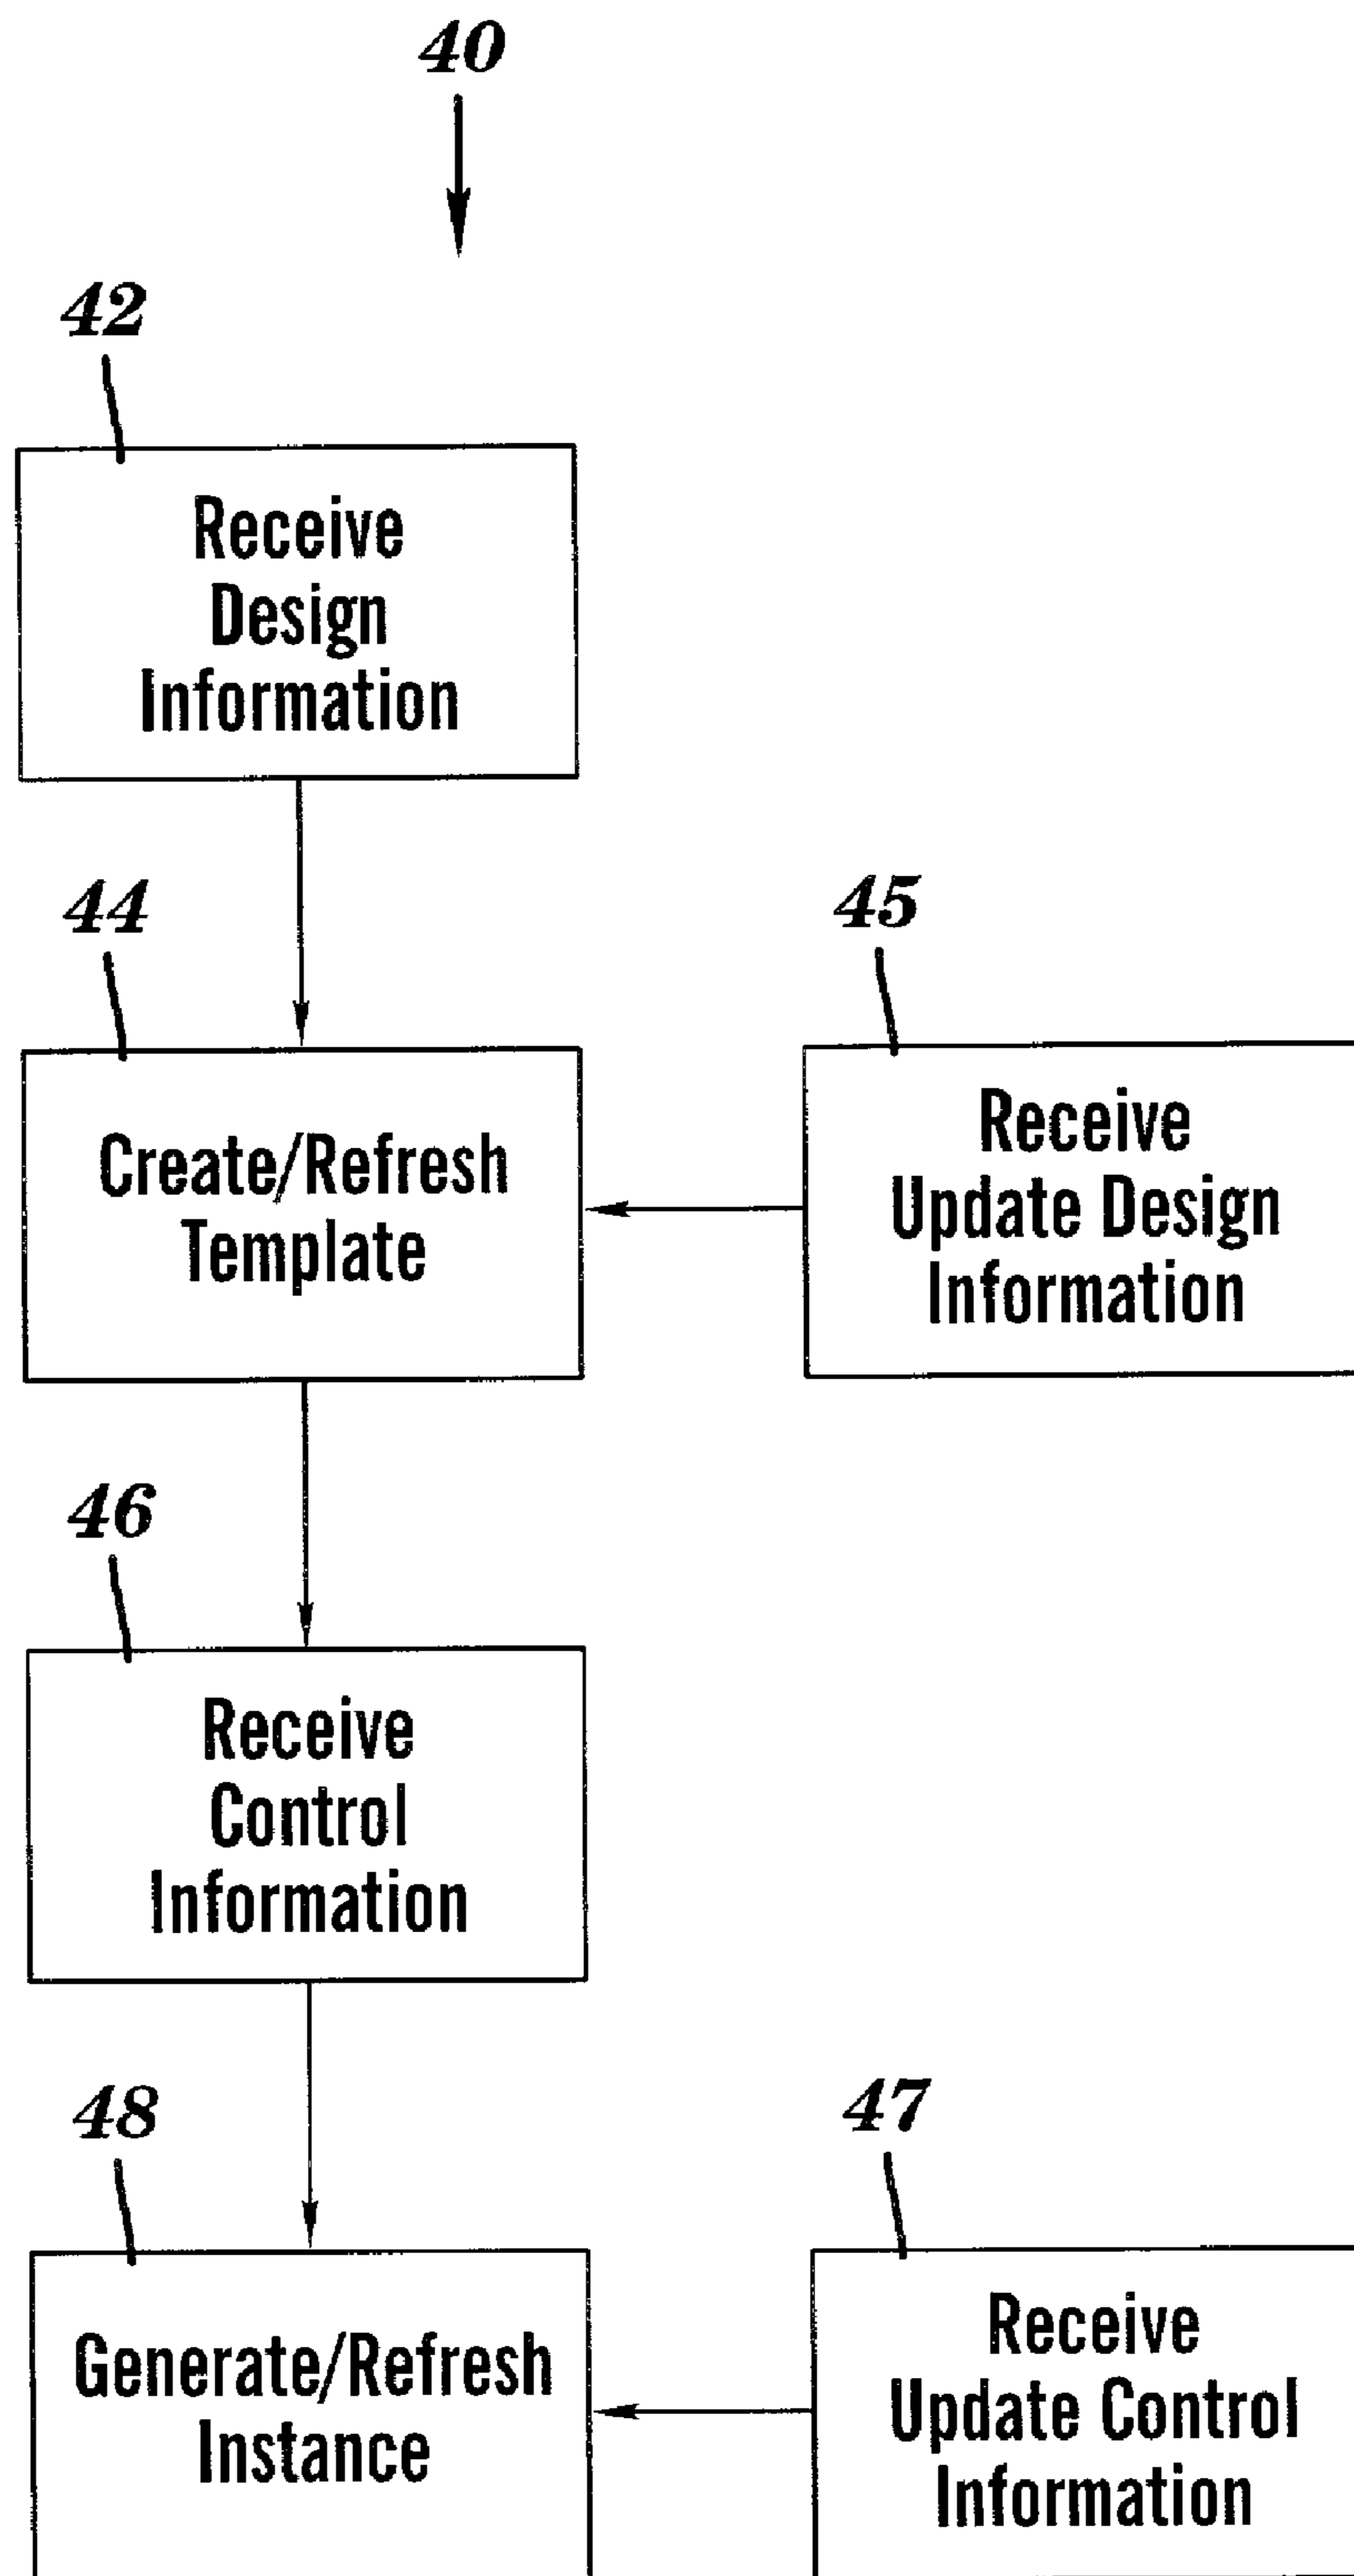 40
42
Receive
Design
Information
44
Create/Refresh
Template
45
Receive
Update Design
Information
46
Receive
Control
Information
48
Generate/Refresh
Instance
47
Receive
Update Control
Information